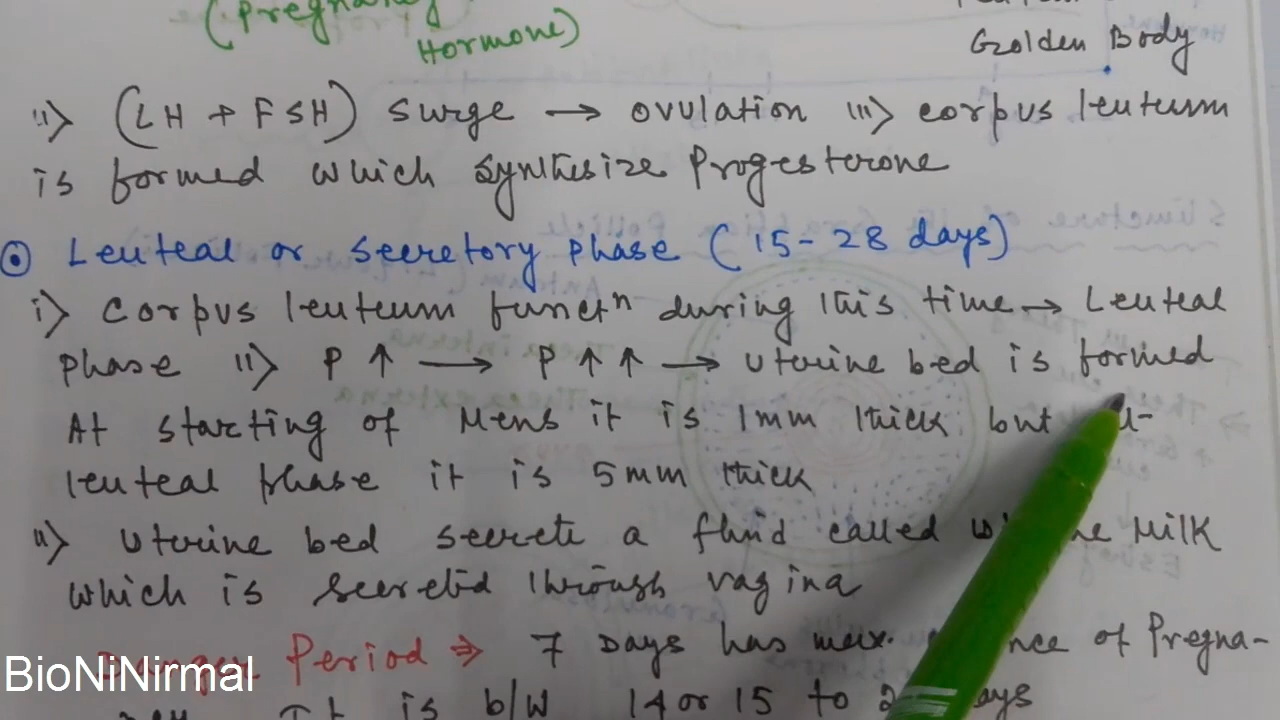 (Pregnancy
Hormone)
Golden Body
ii) (LH + FSH) surge → ovulation iii) corpus leuteum
is formed which synthesize Progesterone
⊙ Leuteal or secretory phase (15-28 days)
i) corpus leuteum functⁿ during this time → Leuteal
phase ii) P ↑ → P ↑ ↑ → uterine bed is formed
At starting of Mens it is 1mm thick but
leuteal phase it is 5mm thick
ii) uterine bed secrete a fluid called Milk
which is secreted through vagina
Danger Period ⇒ 7 Days has max. of Pregna-
It is b/w 14 or 15 to
BioNiNirmal